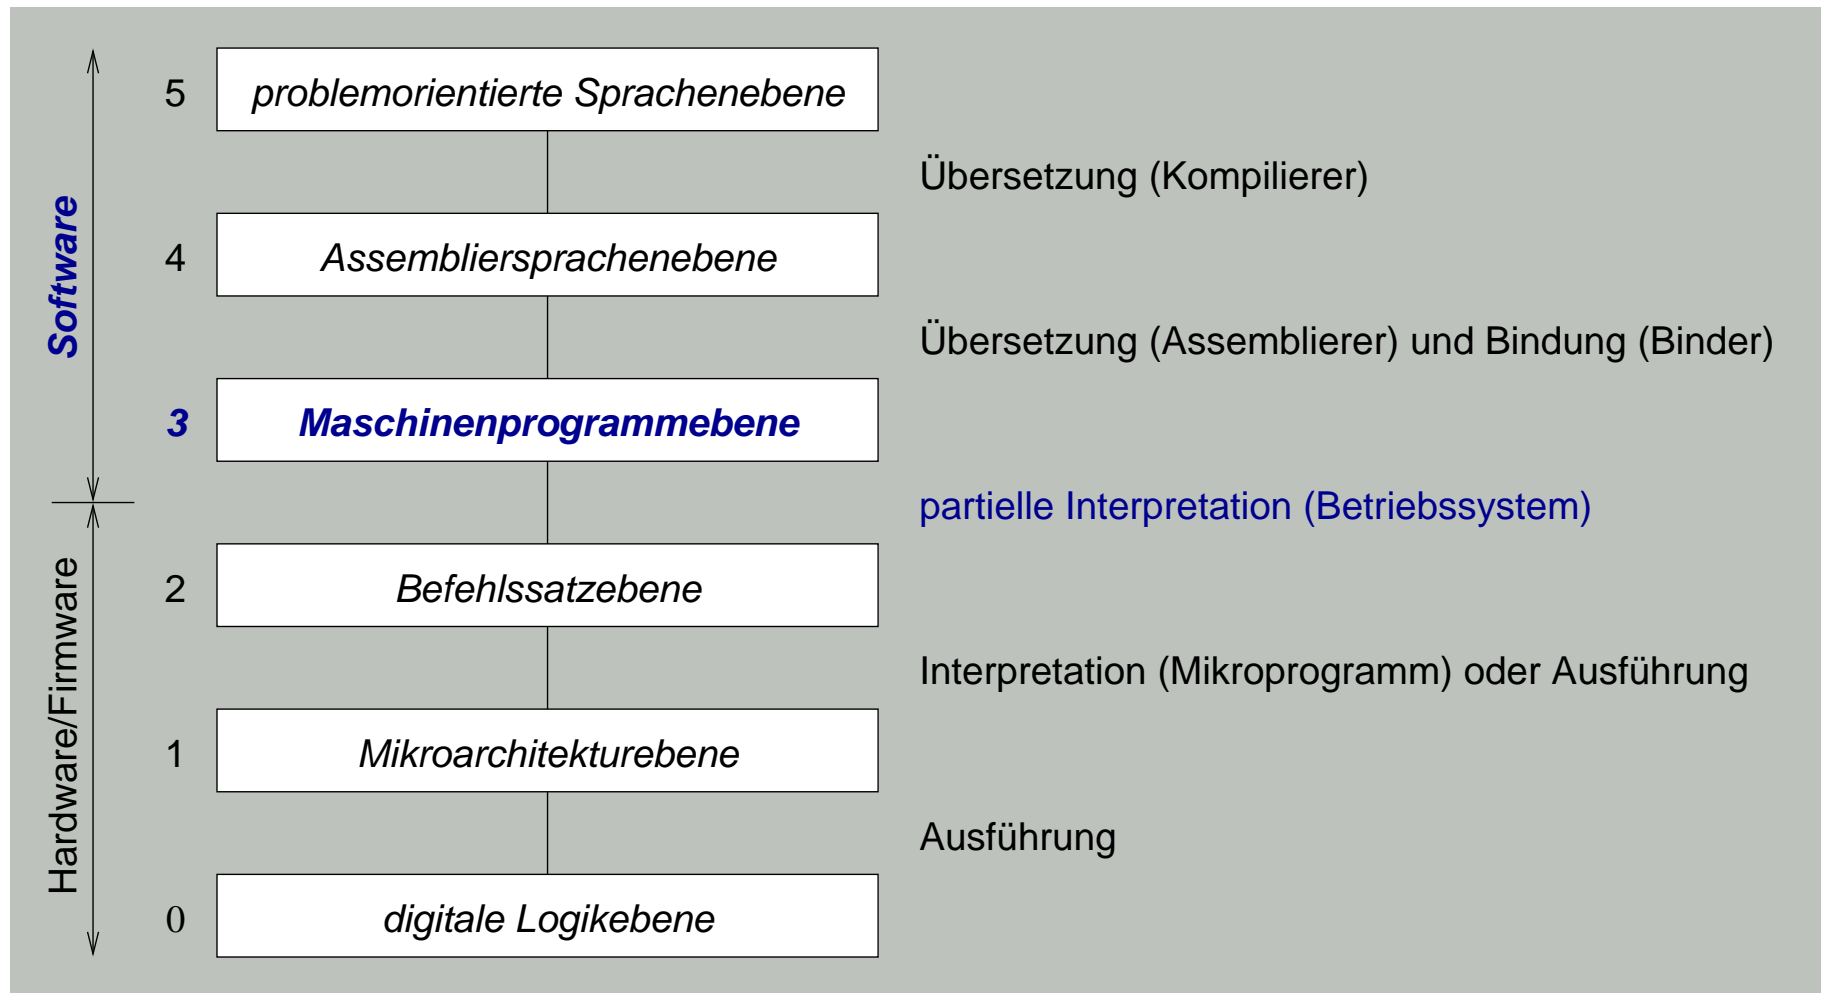 5 problemorientierte Sprachenebene
Übersetzung (Kompilierer)
4 Assembliersprachenebene
Übersetzung (Assemblierer) und Bindung (Binder)
3 Maschinenprogrammebene
partielle Interpretation (Betriebssystem)
2 Befehlssatzebene
Interpretation (Mikroprogramm) oder Ausführung
1 Mikroarchitekturebene
Ausführung
0 digitale Logikebene
Software
Hardware/Firmware